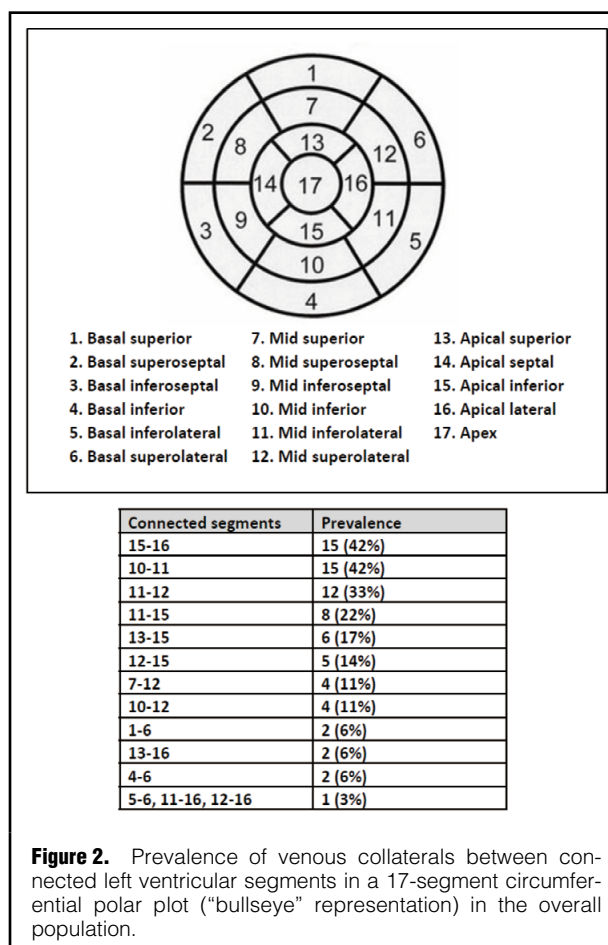 1
7
2
6
8
12
13
14
17
16
9
11
3
5
15
10
4
1. Basal superior 7. Mid superior 13. Apical superior
2. Basal superoseptal 8. Mid superoseptal 14. Apical septal
3. Basal inferoseptal 9. Mid inferoseptal 15. Apical inferior
4. Basal inferior 10. Mid inferior 16. Apical lateral
5. Basal inferolateral 11. Mid inferolateral 17. Apex
6. Basal superolateral 12. Mid superolateral
Connected segments Prevalence
15-16 15 (42%)
10-11 15 (42%)
11-12 12 (33%)
11-15 8 (22%)
13-15 6 (17%)
12-15 5 (14%)
7-12 4 (11%)
10-12 4 (11%)
1-6 2 (6%)
13-16 2 (6%)
4-6 2 (6%)
5-6, 11-16, 12-16 1 (3%)
Figure 2. Prevalence of venous collaterals between con-
nected left ventricular segments in a 17-segment circumfer-
ential polar plot (“bullseye” representation) in the overall
population.